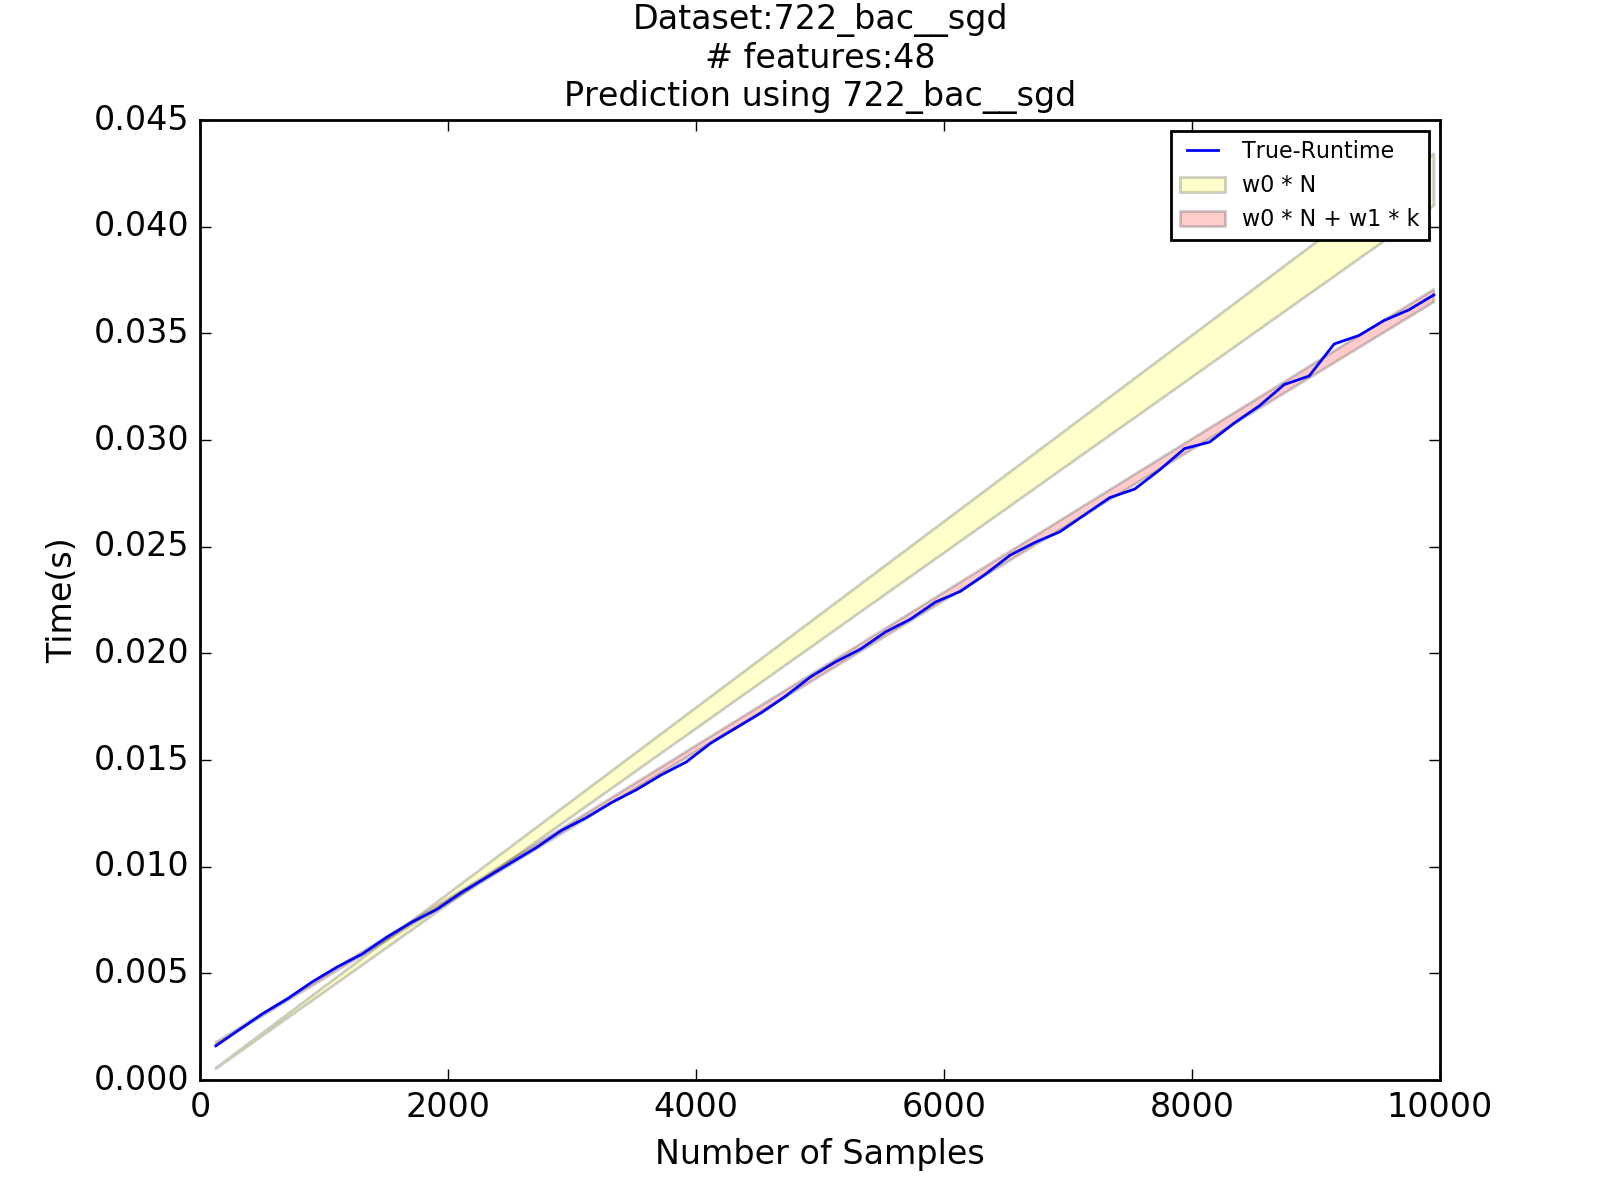 Dataset:722_bac__sgd
# features:48
Prediction using 722_bac__sgd
0.045
0.040
0.035
0.030
0.025
0.020
0.015
0.010
0.005
0.000
Time(s)
True-Runtime
w0 * N
w0 * N + w1 * k
0 2000 4000 6000 8000 10000
Number of Samples